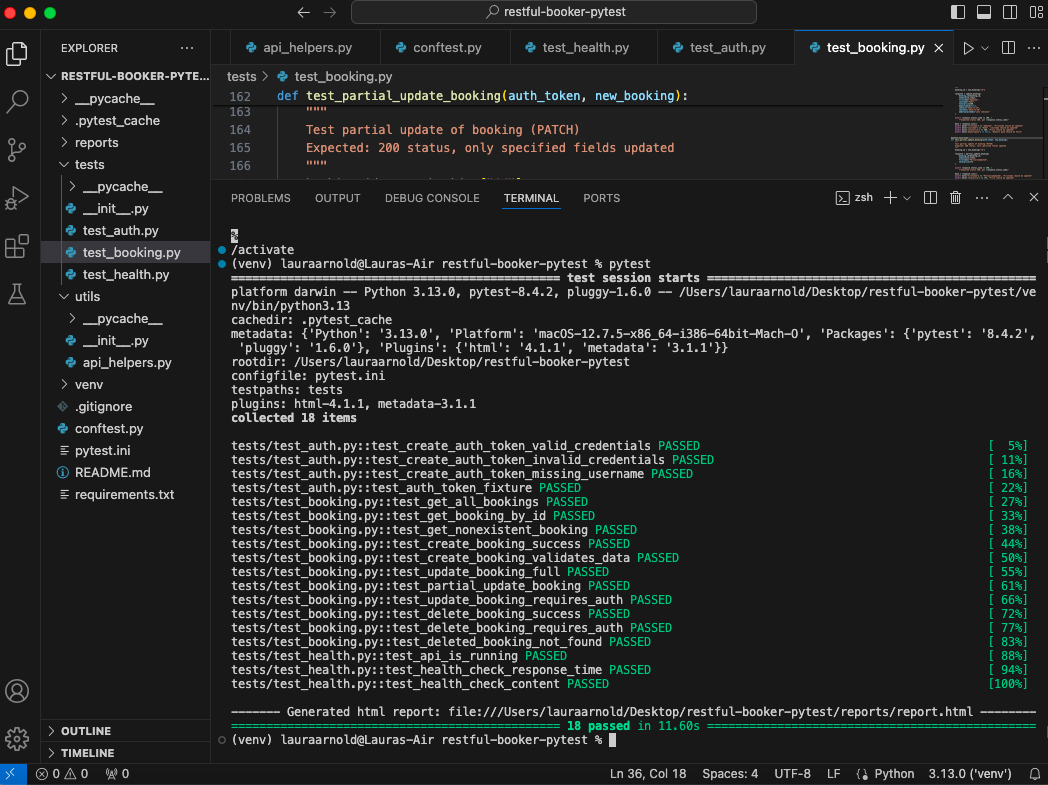 restful-booker-pytest
EXPLORER
RESTFUL-BOOKER-PYTE...
__pycache__
.pytest_cache
reports
tests
__pycache__
__init__.py
test_auth.py
test_booking.py
test_health.py
utils
__pycache__
__init__.py
api_helpers.py
venv
.gitignore
conftest.py
pytest.ini
README.md
requirements.txt
OUTLINE
TIMELINE
api_helpers.py
conftest.py
test_health.py
test_auth.py
test_booking.py
tests > test_booking.py
162 def test_partial_update_booking(auth_token, new_booking):
163 """
164 Test partial update of booking (PATCH)
165 Expected: 200 status, only specified fields updated
166 """
PROBLEMS OUTPUT DEBUG CONSOLE TERMINAL PORTS
zsh
%
/activate
(venv) lauraarnold@Lauras-Air restful-booker-pytest % pytest
test session starts
platform darwin -- Python 3.13.0, pytest-8.4.2, pluggy-1.6.0 -- /Users/lauraarnold/Desktop/restful-booker-pytest/ve
nv/bin/python3.13
cachedir: .pytest_cache
metadata: {'Python': '3.13.0', 'Platform': 'macOS-12.7.5-x86_64-i386-64bit-Mach-O', 'Packages': {'pytest': '8.4.2',
'pluggy': '1.6.0'}, 'Plugins': {'html': '4.1.1', 'metadata': '3.1.1'}}
rootdir: /Users/lauraarnold/Desktop/restful-booker-pytest
configfile: pytest.ini
testpaths: tests
plugins: html-4.1.1, metadata-3.1.1
collected 18 items
tests/test_auth.py::test_create_auth_token_valid_credentials PASSED [ 5%]
tests/test_auth.py::test_create_auth_token_invalid_credentials PASSED [ 11%]
tests/test_auth.py::test_create_auth_token_missing_username PASSED [ 16%]
tests/test_auth.py::test_auth_token_fixture PASSED [ 22%]
tests/test_booking.py::test_get_all_bookings PASSED [ 27%]
tests/test_booking.py::test_get_booking_by_id PASSED [ 33%]
tests/test_booking.py::test_get_nonexistent_booking PASSED [ 38%]
tests/test_booking.py::test_create_booking_success PASSED [ 44%]
tests/test_booking.py::test_create_booking_validates_data PASSED [ 50%]
tests/test_booking.py::test_update_booking_full PASSED [ 55%]
tests/test_booking.py::test_partial_update_booking PASSED [ 61%]
tests/test_booking.py::test_update_booking_requires_auth PASSED [ 66%]
tests/test_booking.py::test_delete_booking_success PASSED [ 72%]
tests/test_booking.py::test_delete_booking_requires_auth PASSED [ 77%]
tests/test_booking.py::test_deleted_booking_not_found PASSED [ 83%]
tests/test_health.py::test_api_is_running PASSED [ 88%]
tests/test_health.py::test_health_check_response_time PASSED [ 94%]
tests/test_health.py::test_health_check_content PASSED [100%]
------- Generated html report: file:///Users/lauraarnold/Desktop/restful-booker-pytest/reports/report.html --------
18 passed in 11.60s
(venv) lauraarnold@Lauras-Air restful-booker-pytest %
0 0 0 Ln 36, Col 18 Spaces: 4 UTF-8 LF Python 3.13.0 ('venv')